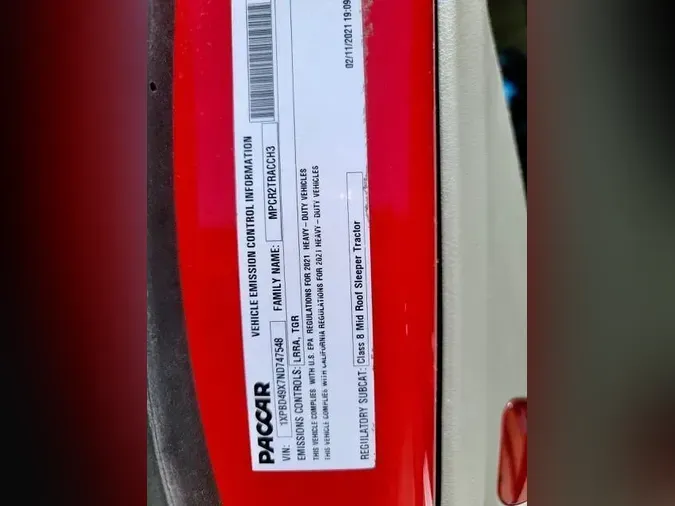 PACCAR
VEHICLE EMISSION CONTROL INFORMATION
VIN: 1XPBD49X7ND747548 FAMILY NAME: MPCR2TRACCH3
EMISSIONS CONTROLS: LRRA, TGR
THIS VEHICLE COMPLIES WITH U.S. EPA REGULATIONS FOR 2021 HEAVY-DUTY VEHICLES
THIS VEHICLE COMPLIES WITH CALIFORNIA REGULATIONS FOR 2021 HEAVY-DUTY VEHICLES
REGULATORY SUBCAT: Class 8 Mid Roof Sleeper Tractor
02/11/2021 19:09